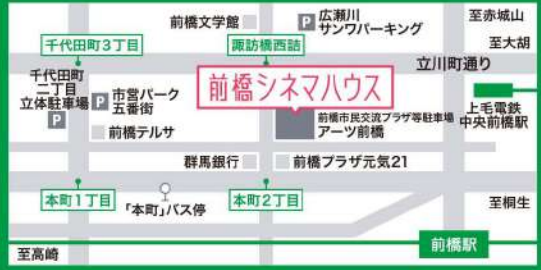 前橋文学館
P 広瀬川
サンワパーキング
至赤城山
至大胡
千代田町3丁目
諏訪橋西詰
立川町通り
千代田町
二丁目
立体駐車場
P
P 市営パーク
五番街
前橋テルサ
前橋シネマハウス
前橋市民交流プラザ等駐車場
アーツ前橋
上毛電鉄
中央前橋駅
群馬銀行
前橋プラザ元気21
本町1丁目
「本町」バス停
本町2丁目
至桐生
至高崎
前橋駅